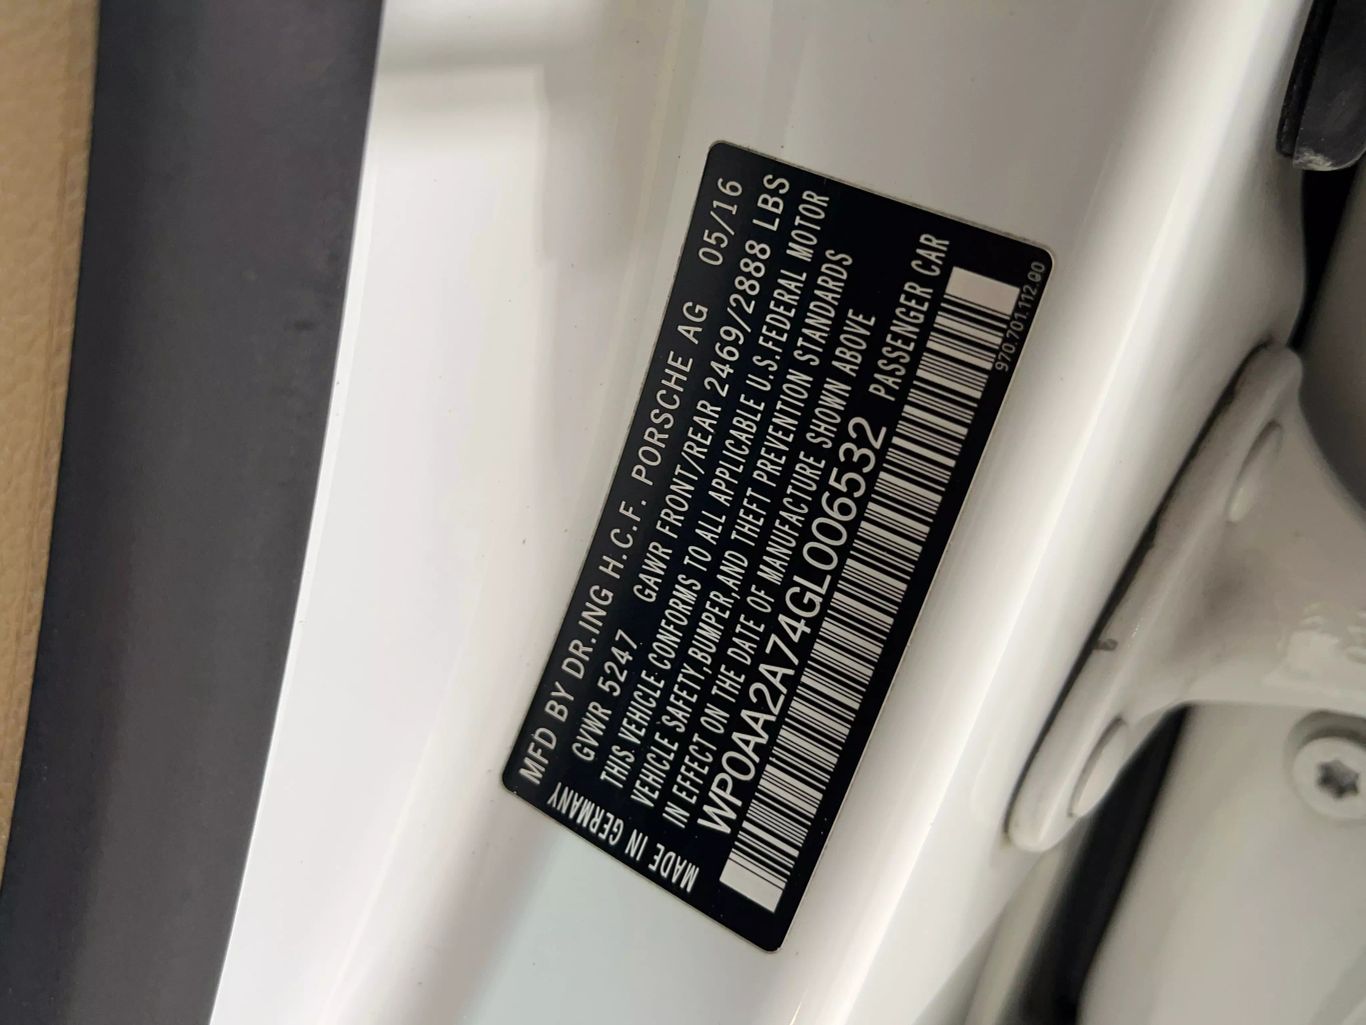 MFD BY DR.ING H.C.F. PORSCHE AG 05/16
GVWR 5247 GAWR FRONT/REAR 2469/2888 LBS
THIS VEHICLE CONFORMS TO ALL APPLICABLE U.S.FEDERAL MOTOR
VEHICLE SAFETY,BUMPER,AND THEFT PREVENTION STANDARDS
IN EFFECT ON THE DATE OF MANUFACTURE SHOWN ABOVE
WP0AA2A74GL006532 PASSENGER CAR
970.701.112.00
MADE IN GERMANY